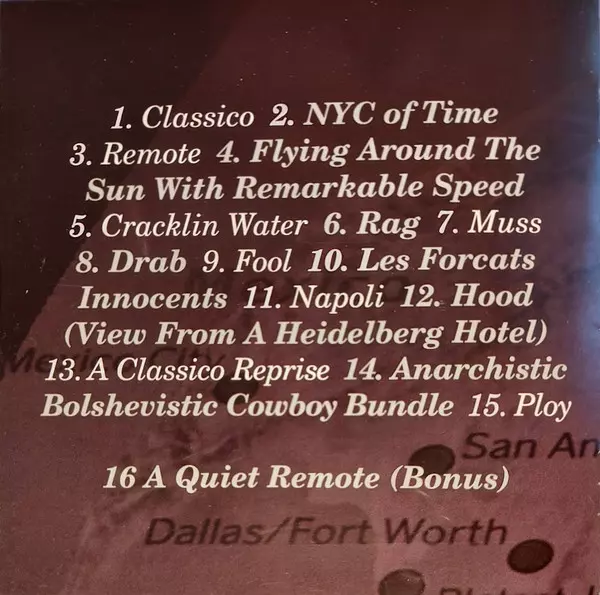 1. Classico 2. NYC of Time
3. Remote 4. Flying Around The
Sun With Remarkable Speed
5. Cracklin Water 6. Rag 7. Muss
8. Drab 9. Fool 10. Les Forcats
Innocents 11. Napoli 12. Hood
(View From A Heidelberg Hotel)
Mexico City
13. A Classico Reprise 14. Anarchistic
Bolshevistic Cowboy Bundle 15. Ploy
San An
16 A Quiet Remote (Bonus)
Dallas/Fort Worth